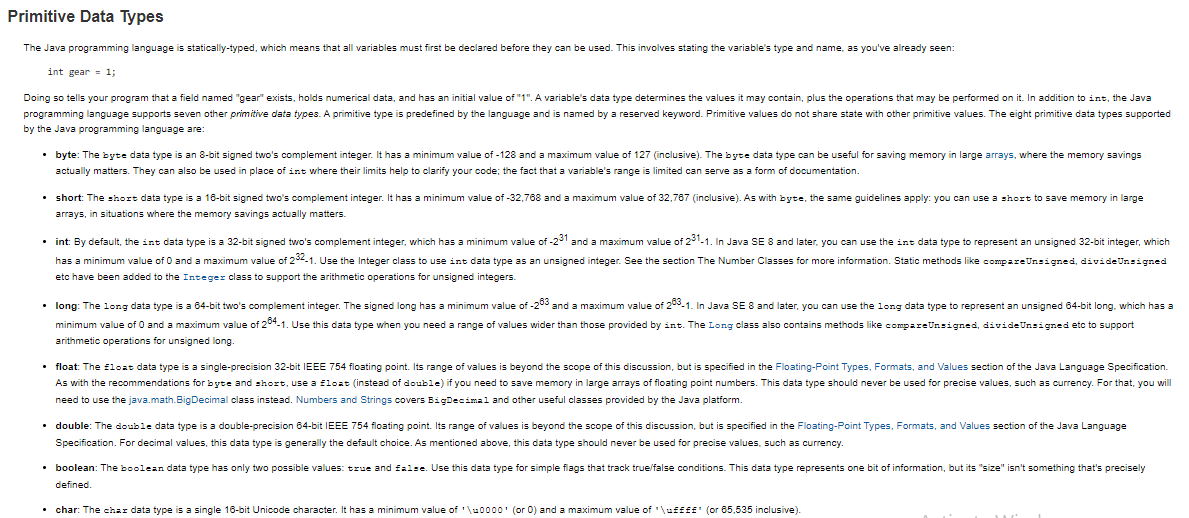 Primitive Data Types
The Java programming language is statically-typed, which means that all variables must first be declared before they can be used. This involves stating the variable's type and name, as you've already seen:
int gear = 1;
Doing so tells your program that a field named "gear" exists, holds numerical data, and has an initial value of "1". A variable's data type determines the values it may contain, plus the operations that may be performed on it. In addition to int, the Java
programming language supports seven other primitive data types. A primitive type is predefined by the language and is named by a reserved keyword. Primitive values do not share state with other primitive values. The eight primitive data types supported
by the Java programming language are:
• byte: The byte data type is an 8-bit signed two's complement integer. It has a minimum value of -128 and a maximum value of 127 (inclusive). The byte data type can be useful for saving memory in large arrays, where the memory savings
actually matters. They can also be used in place of int where their limits help to clarify your code; the fact that a variable's range is limited can serve as a form of documentation.
• short: The short data type is a 16-bit signed two's complement integer. It has a minimum value of -32,768 and a maximum value of 32,767 (inclusive). As with byte, the same guidelines apply: you can use a short to save memory in large
arrays, in situations where the memory savings actually matters.
• int: By default, the int data type is a 32-bit signed two's complement integer, which has a minimum value of -2³¹ and a maximum value of 2³¹-1. In Java SE 8 and later, you can use the int data type to represent an unsigned 32-bit integer, which
has a minimum value of 0 and a maximum value of 2³²-1. Use the Integer class to use int data type as an unsigned integer. See the section The Number Classes for more information. Static methods like compareUnsigned, divideUnsigned
etc have been added to the Integer class to support the arithmetic operations for unsigned integers.
• long: The long data type is a 64-bit two's complement integer. The signed long has a minimum value of -2⁶³ and a maximum value of 2⁶³-1. In Java SE 8 and later, you can use the long data type to represent an unsigned 64-bit long, which has a
minimum value of 0 and a maximum value of 2⁶⁴-1. Use this data type when you need a range of values wider than those provided by int. The Long class also contains methods like compareUnsigned, divideUnsigned etc to support
arithmetic operations for unsigned long.
• float: The float data type is a single-precision 32-bit IEEE 754 floating point. Its range of values is beyond the scope of this discussion, but is specified in the Floating-Point Types, Formats, and Values section of the Java Language Specification.
As with the recommendations for byte and short, use a float (instead of double) if you need to save memory in large arrays of floating point numbers. This data type should never be used for precise values, such as currency. For that, you will
need to use the java.math.BigDecimal class instead. Numbers and Strings covers BigDecimal and other useful classes provided by the Java platform.
• double: The double data type is a double-precision 64-bit IEEE 754 floating point. Its range of values is beyond the scope of this discussion, but is specified in the Floating-Point Types, Formats, and Values section of the Java Language
Specification. For decimal values, this data type is generally the default choice. As mentioned above, this data type should never be used for precise values, such as currency.
• boolean: The boolean data type has only two possible values: true and false. Use this data type for simple flags that track true/false conditions. This data type represents one bit of information, but its "size" isn't something that's precisely
defined.
• char: The char data type is a single 16-bit Unicode character. It has a minimum value of '\u0000' (or 0) and a maximum value of '\uffff' (or 65,535 inclusive).